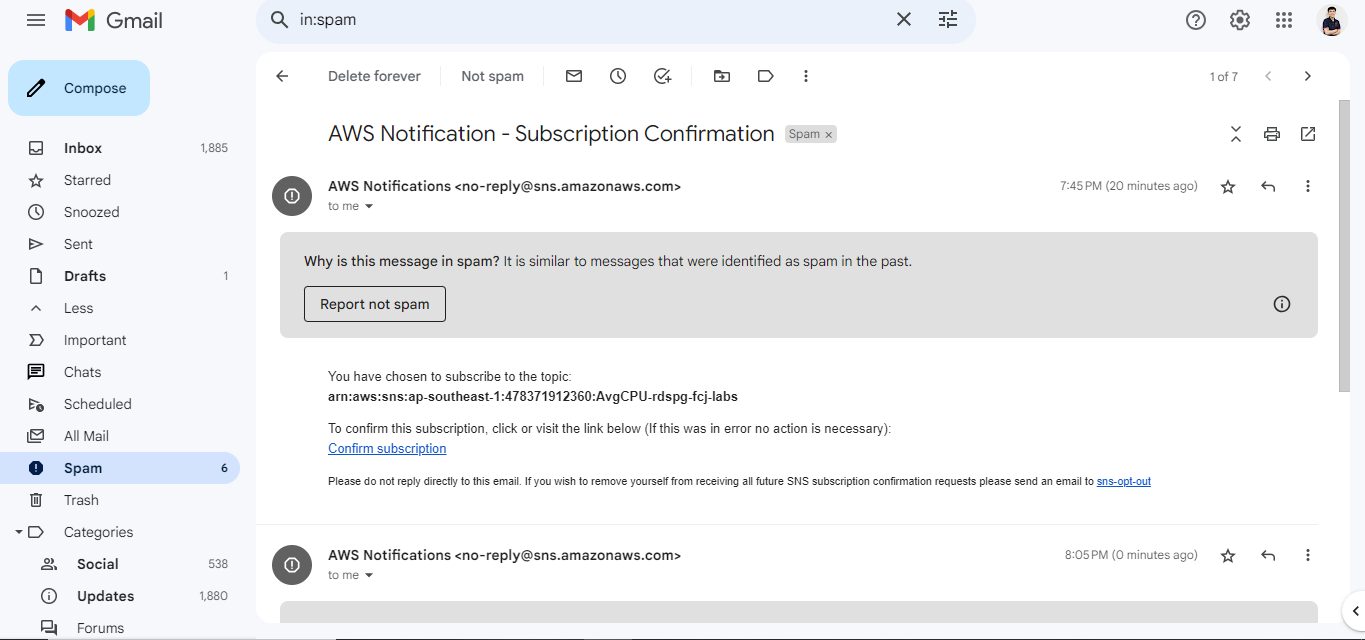 Gmail
in:spam
Compose
Delete forever
Not spam
1 of 7
AWS Notification - Subscription Confirmation
Spam ×
Inbox 1,885
Starred
Snoozed
Sent
Drafts 1
Less
Important
Chats
Scheduled
All Mail
Spam 6
Trash
Categories
Social 538
Updates 1,880
Forums
AWS Notifications <no-reply@sns.amazonaws.com>
7:45 PM (20 minutes ago)
to me
Why is this message in spam? It is similar to messages that were identified as spam in the past.
Report not spam
You have chosen to subscribe to the topic:
arn:aws:sns:ap-southeast-1:478371912360:AvgCPU-rdspg-fcj-labs
To confirm this subscription, click or visit the link below (If this was in error no action is necessary):
Confirm subscription
Please do not reply directly to this email. If you wish to remove yourself from receiving all future SNS subscription confirmation requests please send an email to sns-opt-out
AWS Notifications <no-reply@sns.amazonaws.com>
8:05 PM (0 minutes ago)
to me